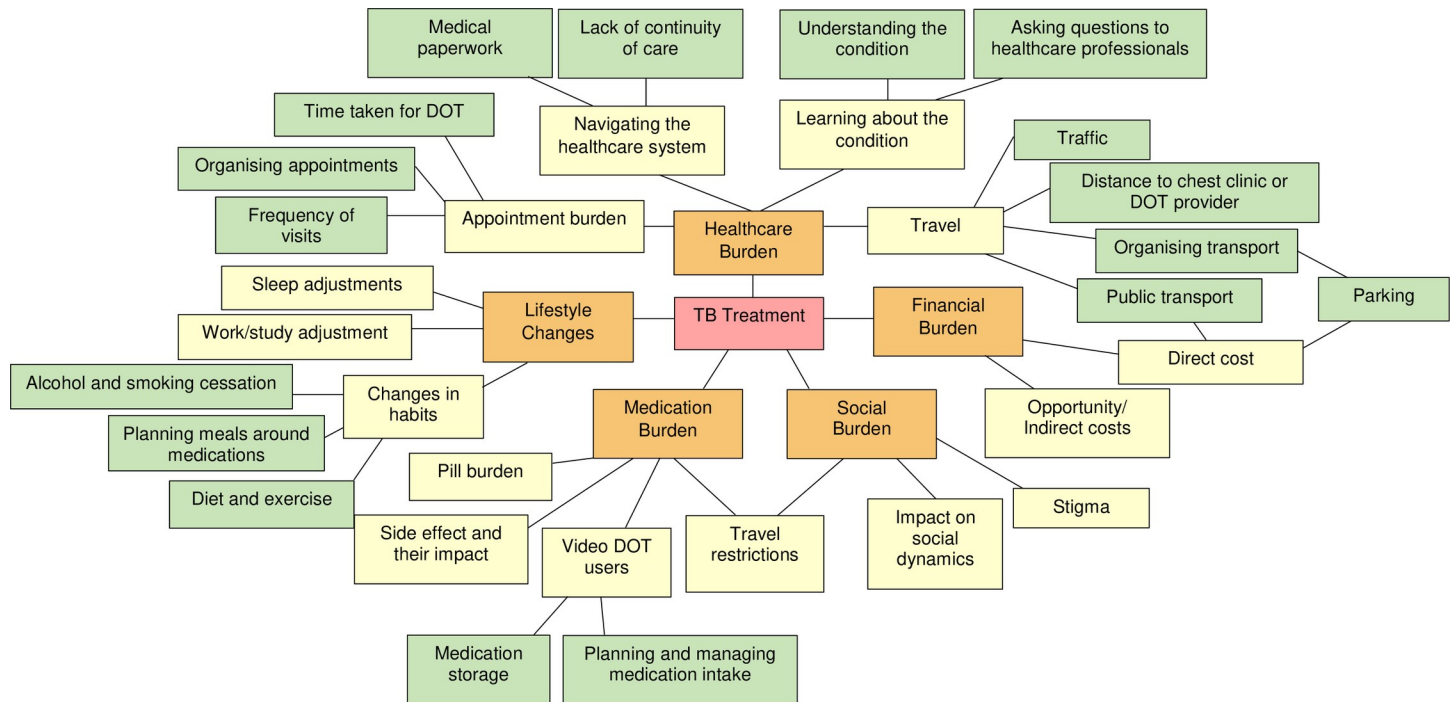 Medical
paperwork
Lack of continuity
of care
Understanding the
condition
Asking questions to
healthcare professionals
Time taken for DOT
Navigating the
healthcare system
Learning about the
condition
Traffic
Organising appointments
Distance to chest clinic or
DOT provider
Frequency of
visits
Appointment burden
Healthcare
Burden
Travel
Organising transport
Sleep adjustments
Lifestyle
Changes
TB Treatment
Financial
Burden
Public transport
Parking
Work/study adjustment
Direct cost
Alcohol and smoking cessation
Changes in
habits
Medication
Burden
Social
Burden
Opportunity/
Indirect costs
Planning meals around
medications
Pill burden
Diet and exercise
Stigma
Side effect and
their impact
Video DOT
users
Travel
restrictions
Impact on
social
dynamics
Medication
storage
Planning and managing
medication intake